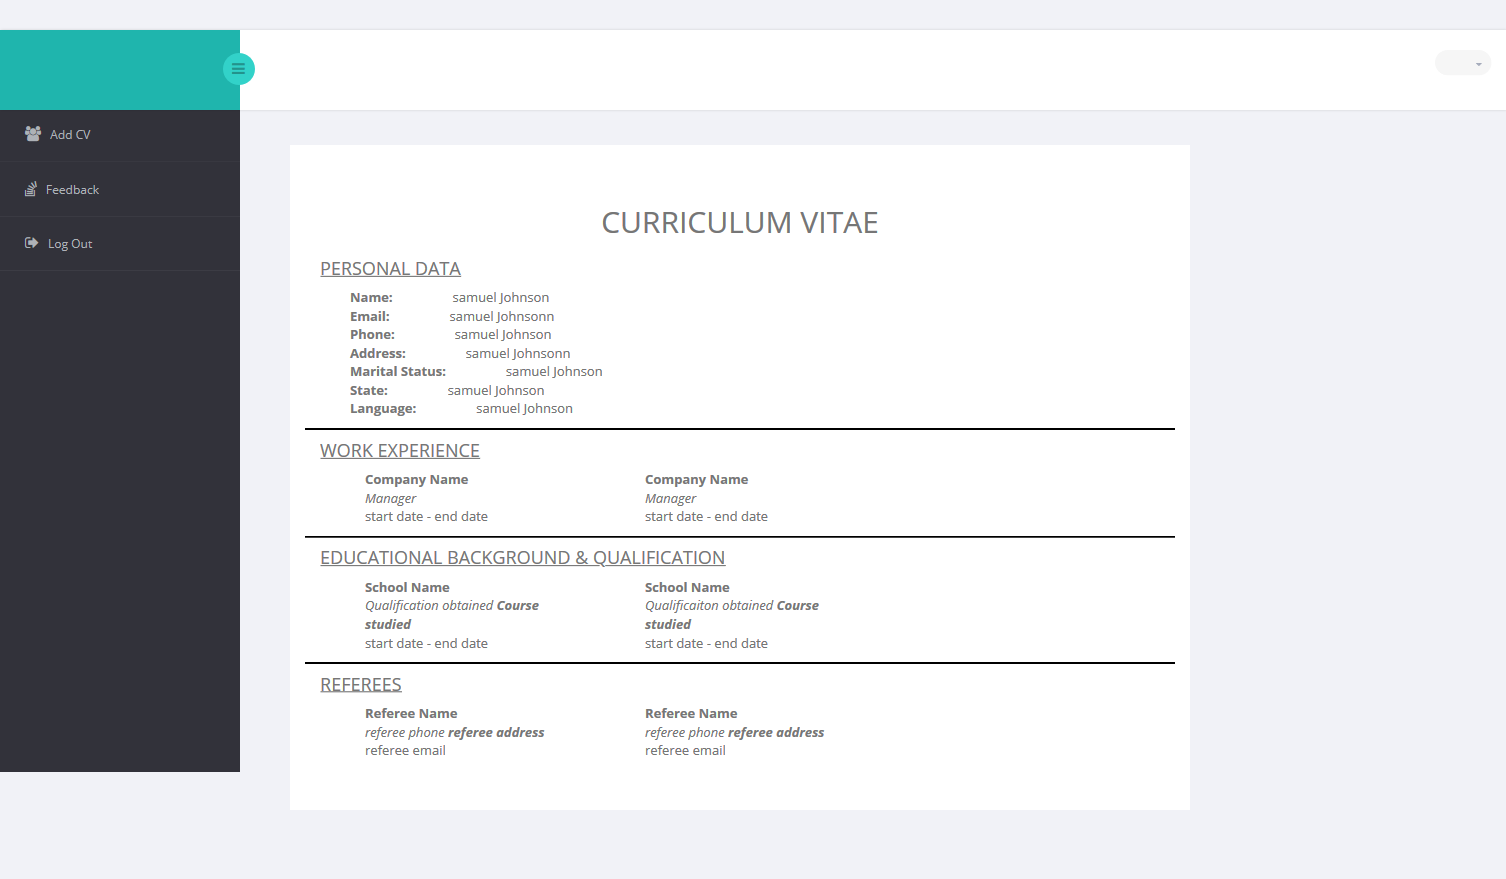 Add CV
Feedback
Log Out
CURRICULUM VITAE
PERSONAL DATA
Name: samuel Johnson
Email: samuel Johnsonn
Phone: samuel Johnson
Address: samuel Johnsonn
Marital Status: samuel Johnson
State: samuel Johnson
Language: samuel Johnson
WORK EXPERIENCE
Company Name Company Name
Manager Manager
start date - end date start date - end date
EDUCATIONAL BACKGROUND & QUALIFICATION
School Name School Name
Qualification obtained Course Qualificaiton obtained Course
studied studied
start date - end date start date - end date
REFEREES
Referee Name Referee Name
referee phone referee address referee phone referee address
referee email referee email